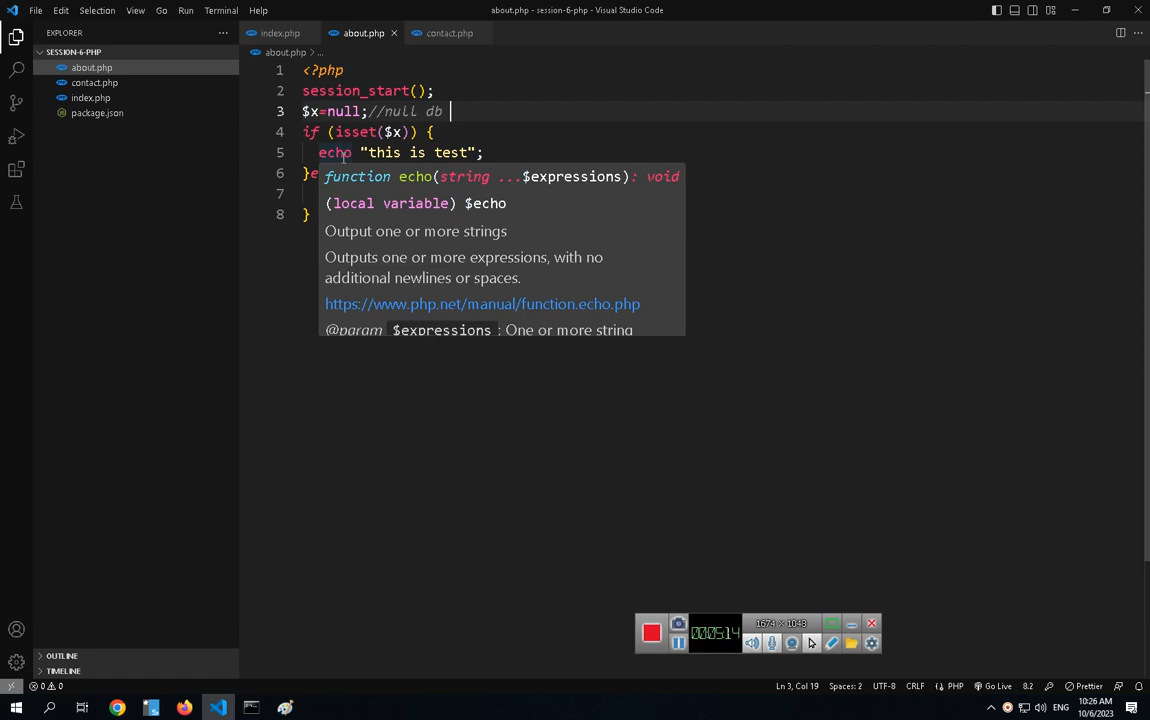 File Edit Selection View Go Run Terminal Help
about.php - session-6-php - Visual Studio Code
EXPLORER
SESSION-6-PHP
about.php
contact.php
index.php
package.json
OUTLINE
TIMELINE
index.php about.php contact.php
about.php > ...
1 <?php
2 session_start();
3 $x=null;//null db
4 if (isset($x)) {
5 echo "this is test";
6 }e
7
8 }
function echo(string ...$expressions): void
(local variable) $echo
Output one or more strings
Outputs one or more expressions, with no
additional newlines or spaces.
https://www.php.net/manual/function.echo.php
@param $expressions : One or more string
1674 x 1048
000514
0 0 Ln 3, Col 19 Spaces: 2 UTF-8 CRLF PHP Go Live 8.2 Prettier
ENG
10:26 AM
10/6/2023